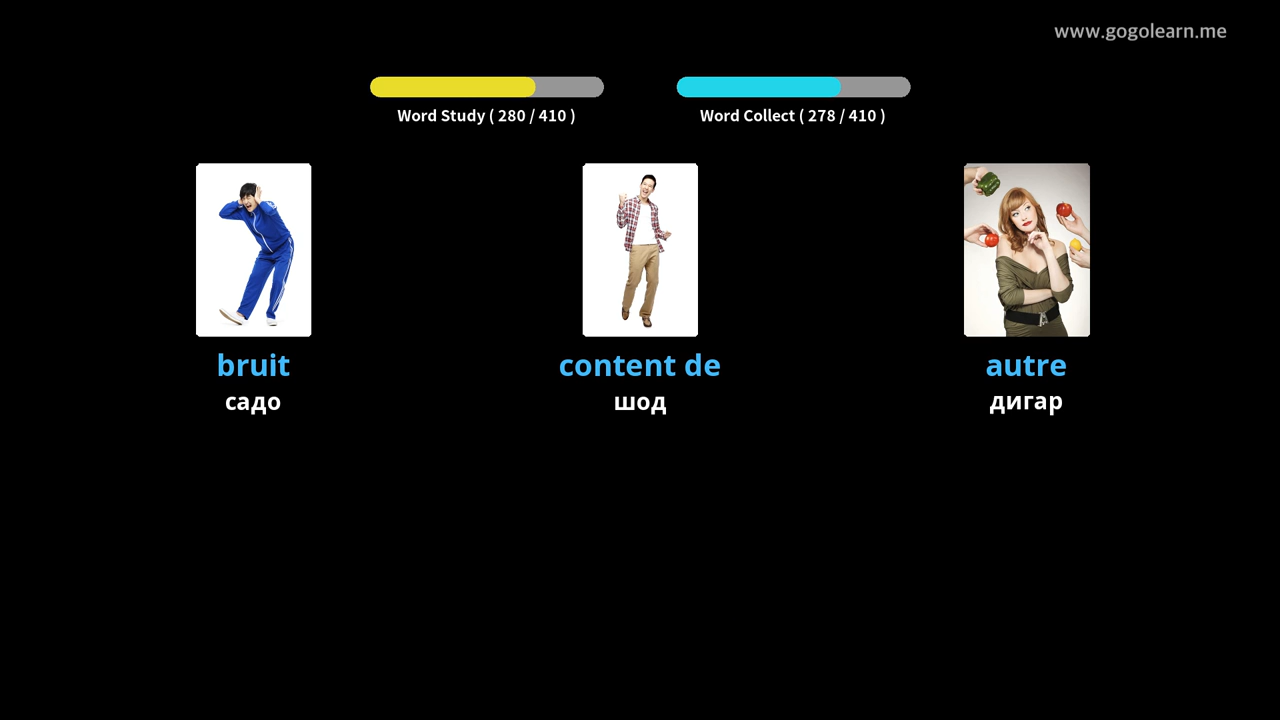 www.gogolearn.me
Word Study ( 280 / 410 )
Word Collect ( 278 / 410 )
bruit
садо
content de
шод
autre
дигар